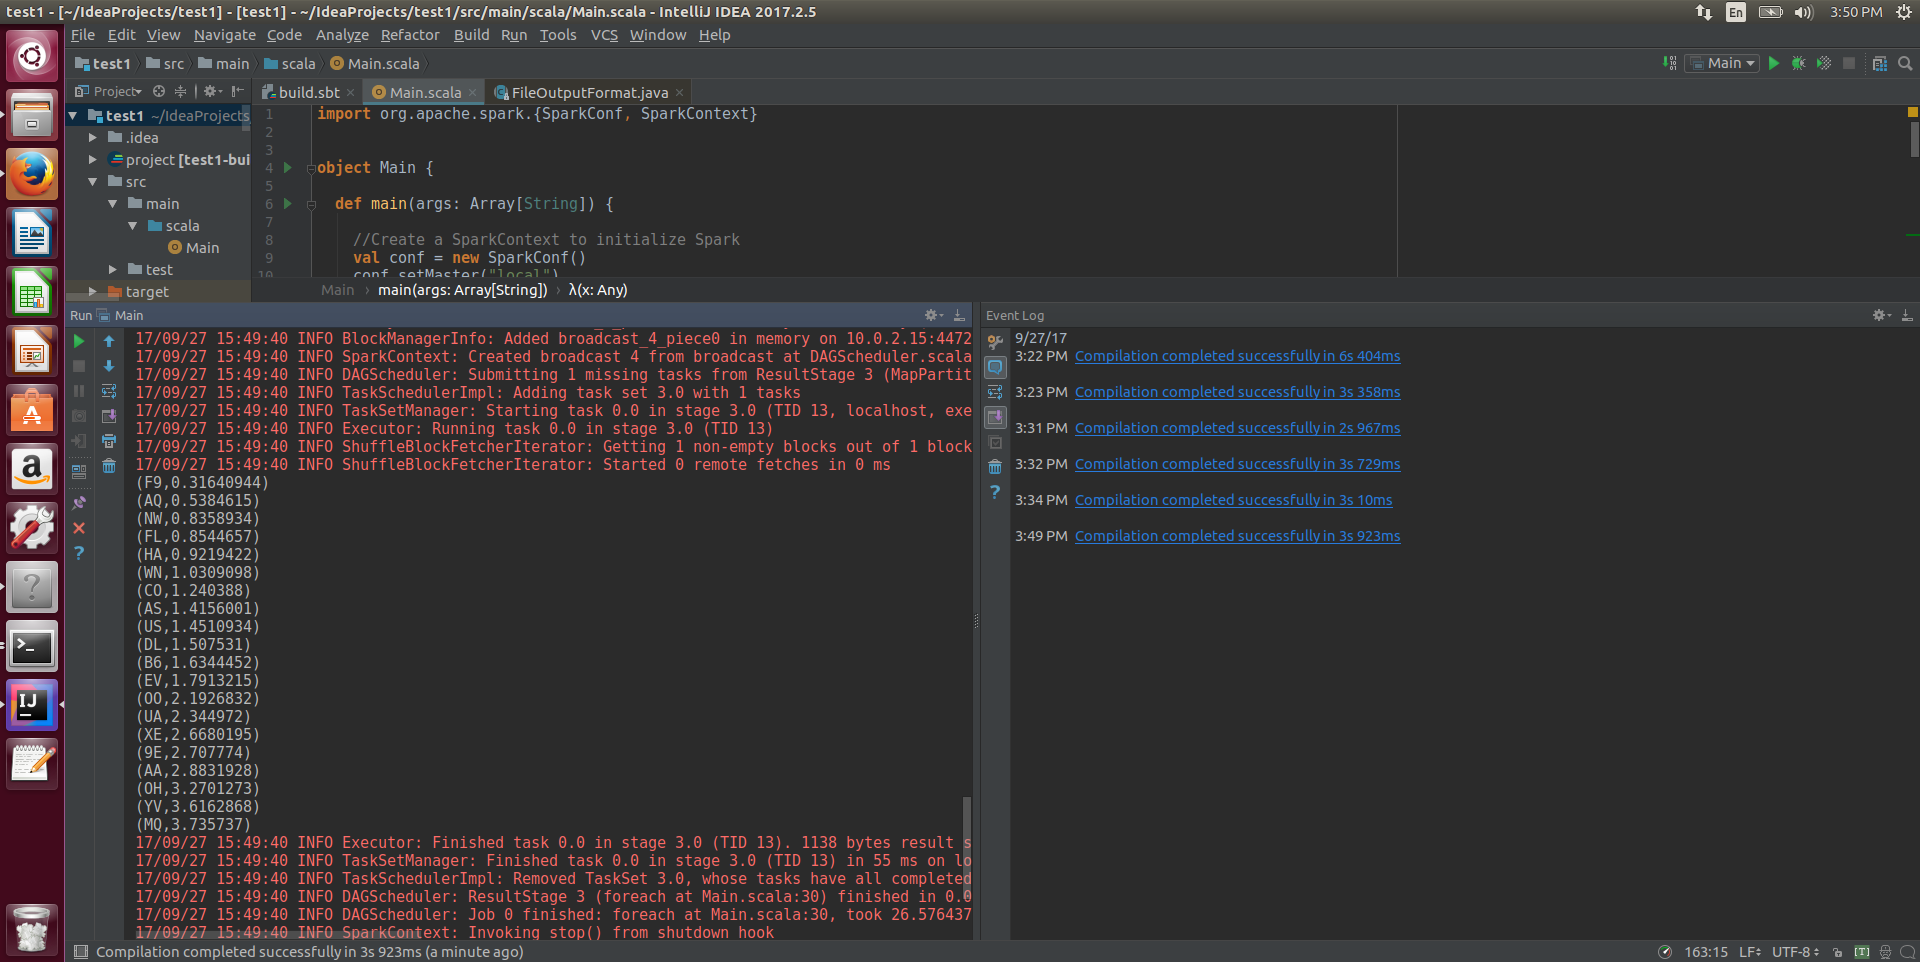 test1 - [~/IdeaProjects/test1] - [test1] - ~/IdeaProjects/test1/src/main/scala/Main.scala - IntelliJ IDEA 2017.2.5
En
3:50 PM
File Edit View Navigate Code Analyze Refactor Build Run Tools VCS Window Help
test1 src main scala Main.scala
Main
Project
build.sbt Main.scala FileOutputFormat.java
test1 ~/IdeaProjects
.idea
project [test1-bui
src
main
scala
Main
test
target
1 import org.apache.spark.{SparkConf, SparkContext}
2
3
4 object Main {
5
6 def main(args: Array[String]) {
7
8 //Create a SparkContext to initialize Spark
9 val conf = new SparkConf()
10 conf.setMaster("local")
Main › main(args: Array[String]) › λ(x: Any)
Run Main
17/09/27 15:49:40 INFO BlockManagerInfo: Added broadcast_4_piece0 in memory on 10.0.2.15:4472
17/09/27 15:49:40 INFO SparkContext: Created broadcast 4 from broadcast at DAGScheduler.scala
17/09/27 15:49:40 INFO DAGScheduler: Submitting 1 missing tasks from ResultStage 3 (MapPartit
17/09/27 15:49:40 INFO TaskSchedulerImpl: Adding task set 3.0 with 1 tasks
17/09/27 15:49:40 INFO TaskSetManager: Starting task 0.0 in stage 3.0 (TID 13, localhost, exe
17/09/27 15:49:40 INFO Executor: Running task 0.0 in stage 3.0 (TID 13)
17/09/27 15:49:40 INFO ShuffleBlockFetcherIterator: Getting 1 non-empty blocks out of 1 block
17/09/27 15:49:40 INFO ShuffleBlockFetcherIterator: Started 0 remote fetches in 0 ms
(F9,0.31640944)
(AQ,0.5384615)
(NW,0.8358934)
(FL,0.8544657)
(HA,0.9219422)
(WN,1.0309098)
(CO,1.240388)
(AS,1.4156001)
(US,1.4510934)
(DL,1.507531)
(B6,1.6344452)
(EV,1.7913215)
(OO,2.1926832)
(UA,2.344972)
(XE,2.6680195)
(9E,2.707774)
(AA,2.8831928)
(OH,3.2701273)
(YV,3.6162868)
(MQ,3.735737)
17/09/27 15:49:40 INFO Executor: Finished task 0.0 in stage 3.0 (TID 13). 1138 bytes result s
17/09/27 15:49:40 INFO TaskSetManager: Finished task 0.0 in stage 3.0 (TID 13) in 55 ms on lo
17/09/27 15:49:40 INFO TaskSchedulerImpl: Removed TaskSet 3.0, whose tasks have all completed
17/09/27 15:49:40 INFO DAGScheduler: ResultStage 3 (foreach at Main.scala:30) finished in 0.0
17/09/27 15:49:40 INFO DAGScheduler: Job 0 finished: foreach at Main.scala:30, took 26.576437
17/09/27 15:49:40 INFO SparkContext: Invoking stop() from shutdown hook
Event Log
9/27/17
3:22 PM Compilation completed successfully in 6s 404ms
3:23 PM Compilation completed successfully in 3s 358ms
3:31 PM Compilation completed successfully in 2s 967ms
3:32 PM Compilation completed successfully in 3s 729ms
3:34 PM Compilation completed successfully in 3s 10ms
3:49 PM Compilation completed successfully in 3s 923ms
Compilation completed successfully in 3s 923ms (a minute ago)
163:15 LF UTF-8 [T]